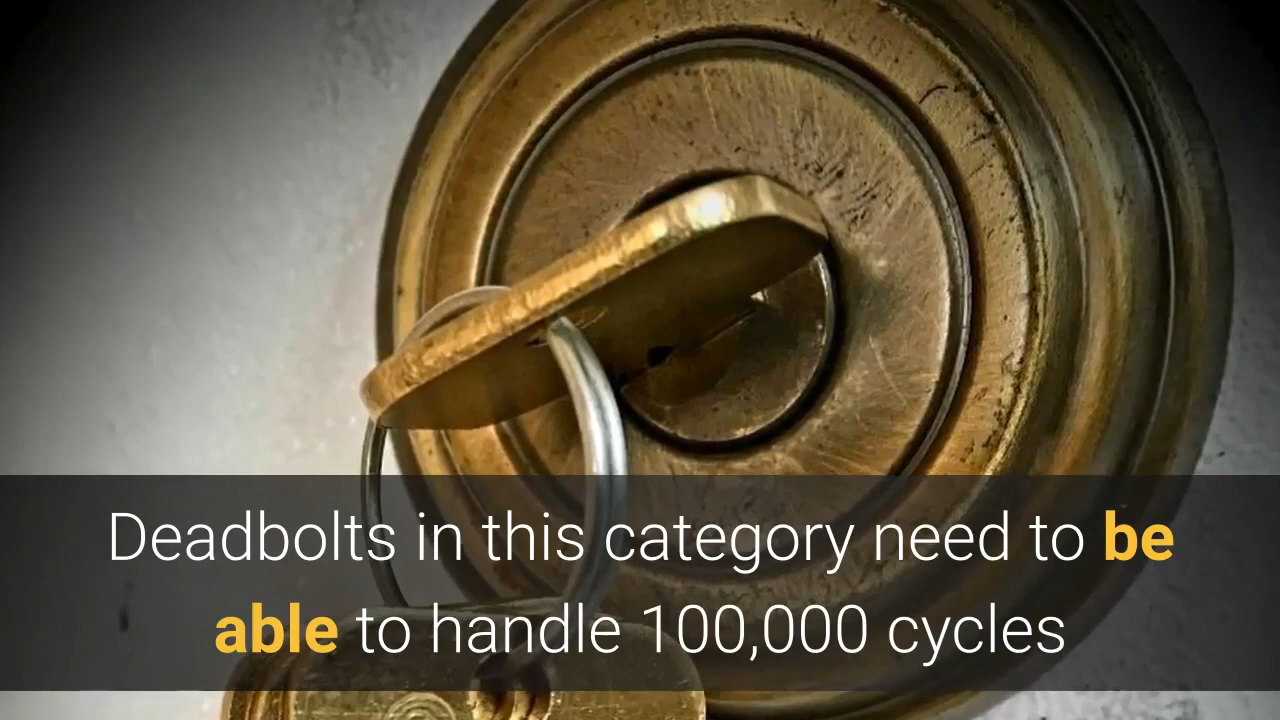 Deadbolts in this category need to be
able to handle 100,000 cycles